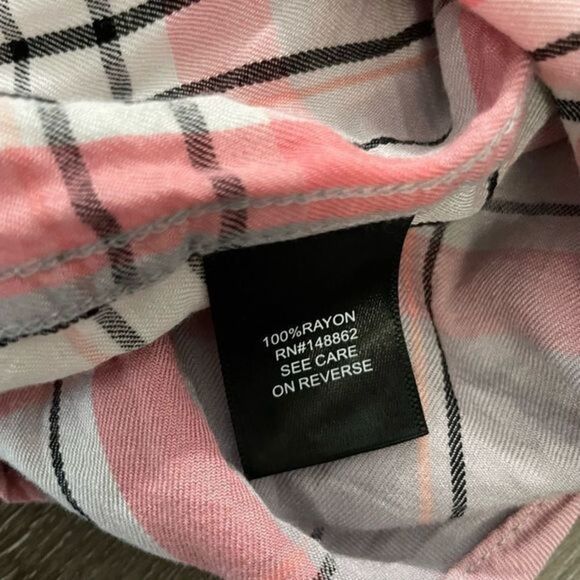 100%RAYON
RN#148862
SEE CARE
ON REVERSE